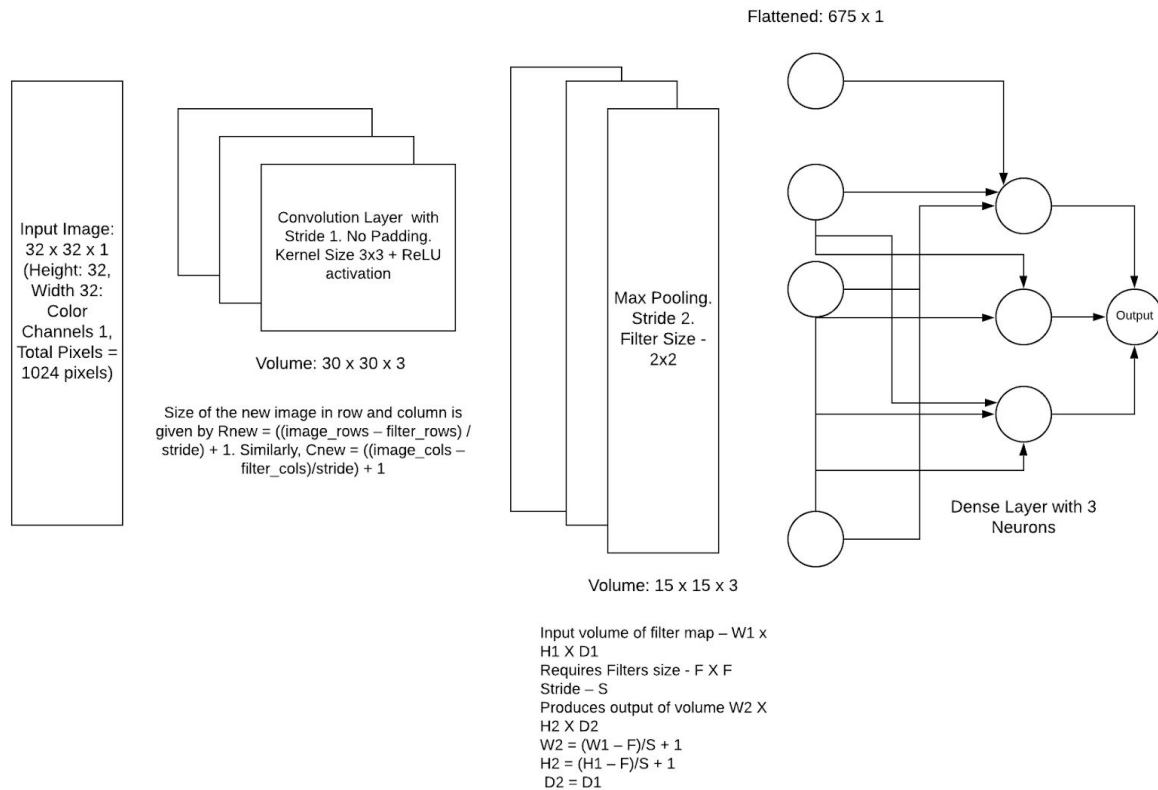 Flattened: 675 x 1
Input Image:
32 x 32 x 1
(Height: 32,
Width 32:
Color
Channels 1,
Total Pixels =
1024 pixels)
Convolution Layer with
Stride 1. No Padding.
Kernel Size 3x3 + ReLU
activation
Volume: 30 x 30 x 3
Size of the new image in row and column is
given by Rnew = ((image_rows – filter_rows) /
stride) + 1. Similarly, Cnew = ((image_cols –
filter_cols)/stride) + 1
Max Pooling.
Stride 2.
Filter Size -
2x2
Volume: 15 x 15 x 3
Input volume of filter map – W1 x
H1 X D1
Requires Filters size - F X F
Stride – S
Produces output of volume W2 X
H2 X D2
W2 = (W1 – F)/S + 1
H2 = (H1 – F)/S + 1
D2 = D1
Output
Dense Layer with 3
Neurons